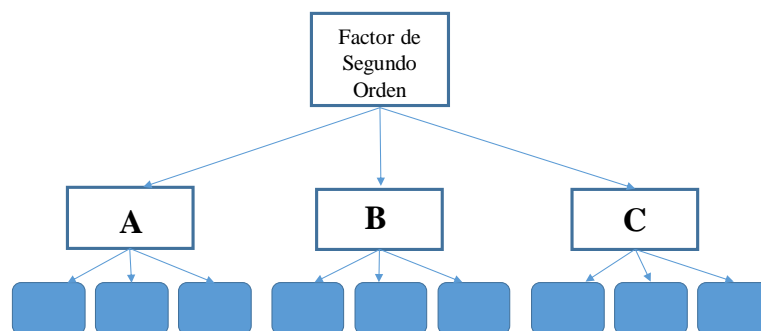 Factor de
Segundo
Orden
A
B
C